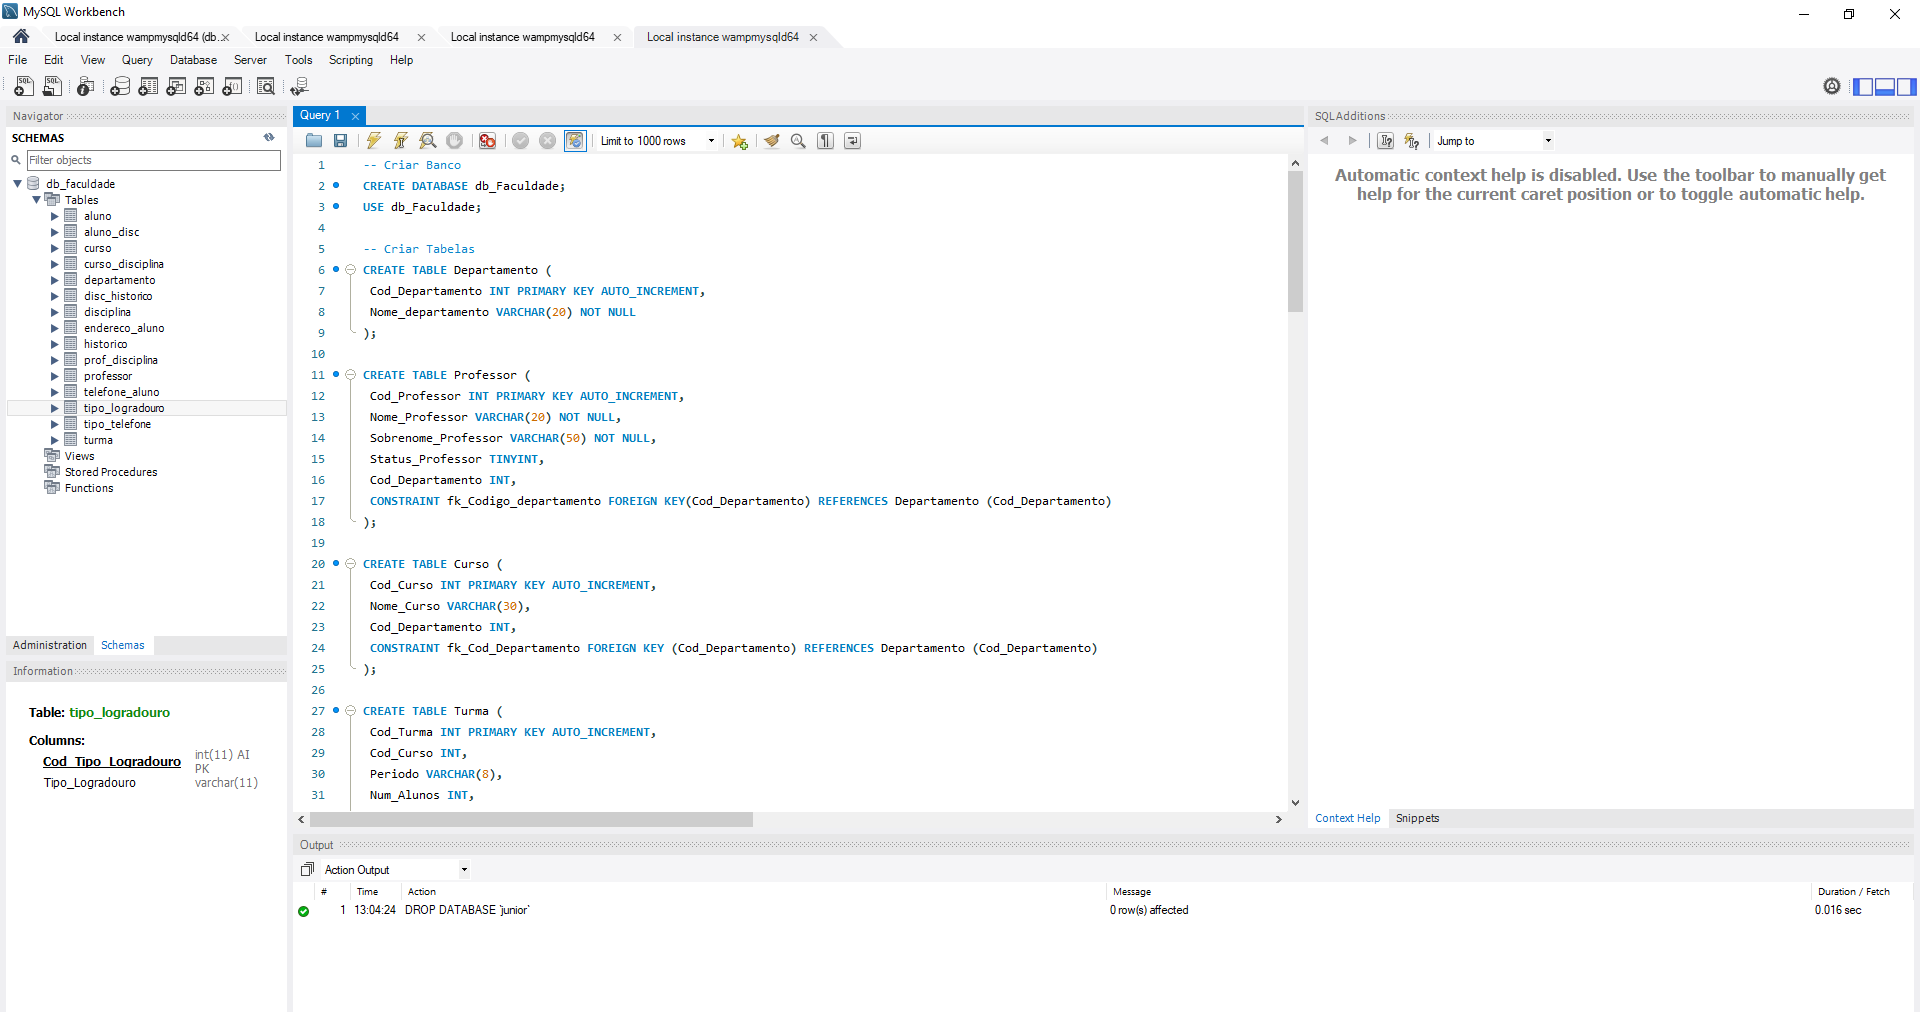 MySQL Workbench
Local instance wampmysqld64 (db...
Local instance wampmysqld64
Local instance wampmysqld64
Local instance wampmysqld64
File Edit View Query Database Server Tools Scripting Help
Navigator
SCHEMAS
Filter objects
db_faculdade
Tables
aluno
aluno_disc
curso
curso_disciplina
departamento
disc_historico
disciplina
endereco_aluno
historico
prof_disciplina
professor
telefone_aluno
tipo_logradouro
tipo_telefone
turma
Views
Stored Procedures
Functions
Administration Schemas
Information
Table: tipo_logradouro
Columns:
Cod_Tipo_Logradouro int(11) AI PK
Tipo_Logradouro varchar(11)
Query 1
Limit to 1000 rows
1 -- Criar Banco
2 CREATE DATABASE db_Faculdade;
3 USE db_Faculdade;
4
5 -- Criar Tabelas
6 CREATE TABLE Departamento (
7 Cod_Departamento INT PRIMARY KEY AUTO_INCREMENT,
8 Nome_departamento VARCHAR(20) NOT NULL
9 );
10
11 CREATE TABLE Professor (
12 Cod_Professor INT PRIMARY KEY AUTO_INCREMENT,
13 Nome_Professor VARCHAR(20) NOT NULL,
14 Sobrenome_Professor VARCHAR(50) NOT NULL,
15 Status_Professor TINYINT,
16 Cod_Departamento INT,
17 CONSTRAINT fk_Codigo_departamento FOREIGN KEY(Cod_Departamento) REFERENCES Departamento (Cod_Departamento)
18 );
19
20 CREATE TABLE Curso (
21 Cod_Curso INT PRIMARY KEY AUTO_INCREMENT,
22 Nome_Curso VARCHAR(30),
23 Cod_Departamento INT,
24 CONSTRAINT fk_Cod_Departamento FOREIGN KEY (Cod_Departamento) REFERENCES Departamento (Cod_Departamento)
25 );
26
27 CREATE TABLE Turma (
28 Cod_Turma INT PRIMARY KEY AUTO_INCREMENT,
29 Cod_Curso INT,
30 Periodo VARCHAR(8),
31 Num_Alunos INT,
SQLAdditions
Jump to
Automatic context help is disabled. Use the toolbar to manually get
help for the current caret position or to toggle automatic help.
Context Help Snippets
Output
Action Output
# Time Action Message Duration / Fetch
1 13:04:24 DROP DATABASE `junior` 0 row(s) affected 0.016 sec